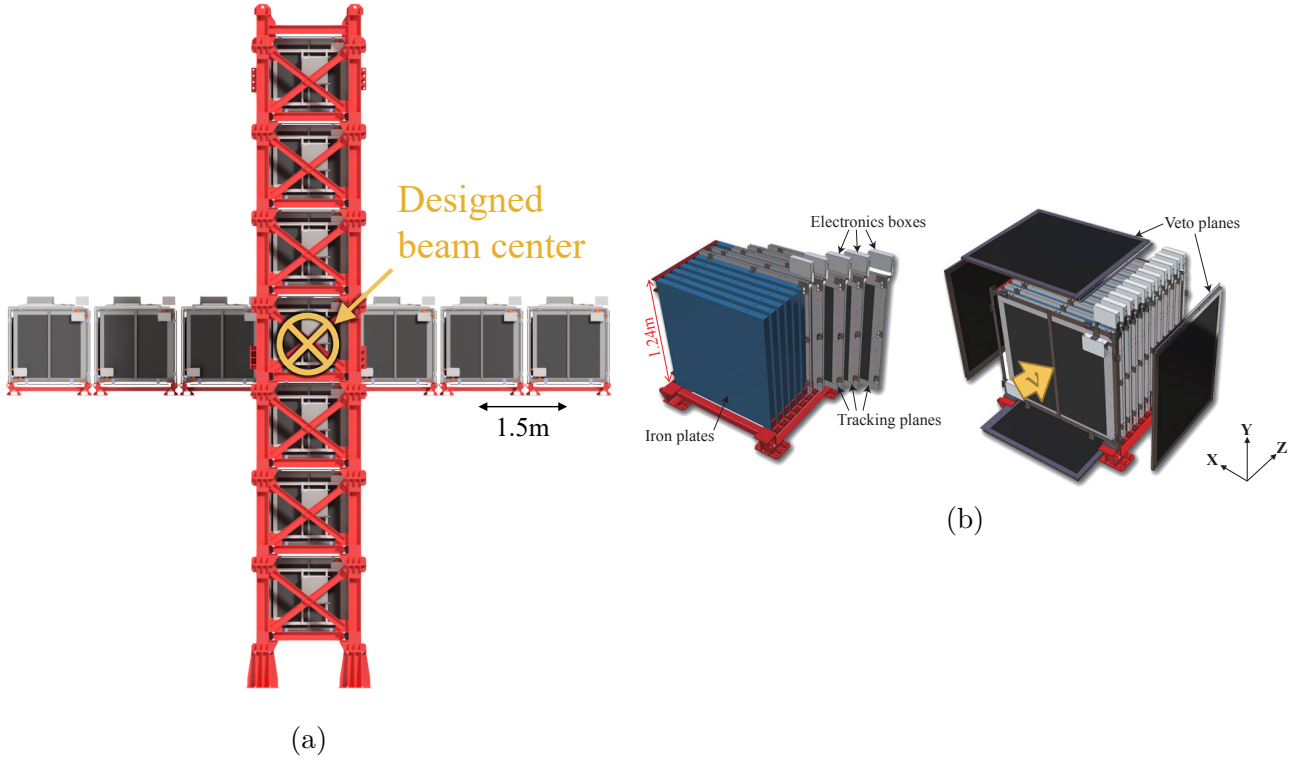 Designed
beam center
1.5m
(a)
Electronics boxes
1.24m
Iron plates
Tracking planes
Veto planes
ν
Y
X
Z
(b)